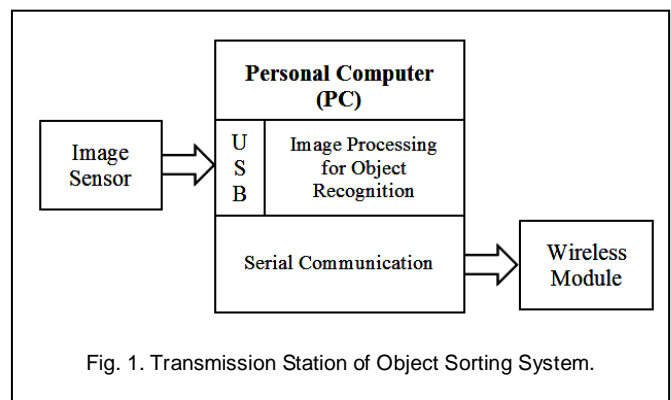 Personal Computer
(PC)
Image
Sensor
U
S
B
Image Processing
for Object
Recognition
Serial Communication
Wireless
Module
Fig. 1. Transmission Station of Object Sorting System.